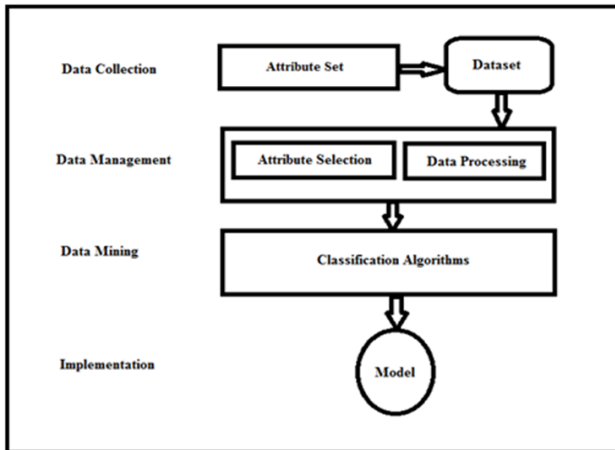 Data Collection
Attribute Set
Dataset
Data Management
Attribute Selection
Data Processing
Data Mining
Classification Algorithms
Implementation
Model